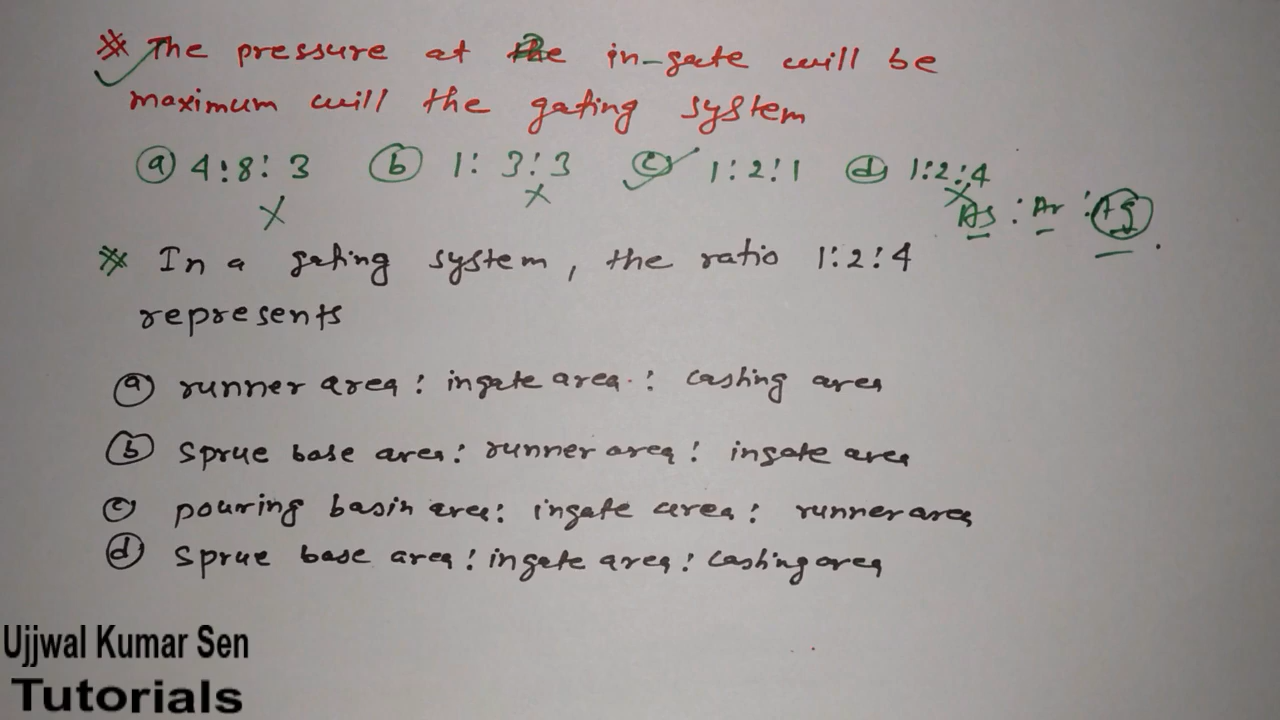 ※ The pressure at the in-gate will be
maximum will the gating system
ⓐ 4:8:3 ⓑ 1:3:3 ⓒ 1:2:1 ⓓ 1:2:4
As : Ar : Ag
※ In a gating system, the ratio 1:2:4
represents
ⓐ runner area : ingate area : casting area
ⓑ Sprue base area : runner area : ingate area
ⓒ pouring basin area : ingate area : runner area
ⓓ Sprue base area : ingate area : casting area
Ujjwal Kumar Sen
Tutorials